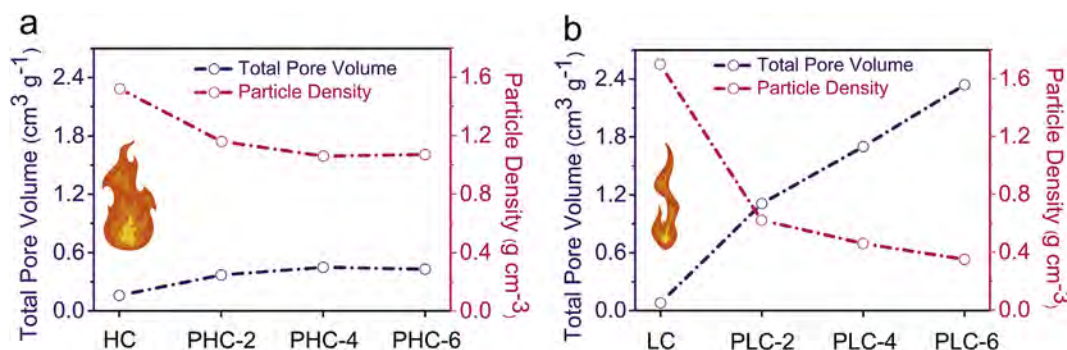 a
Total Pore Volume (cm³ g⁻¹)
2.4
1.8
1.2
0.6
0.0
Total Pore Volume
Particle Density
1.6
1.2
0.8
0.4
0.0
Particle Density (g cm⁻³)
HC PHC-2 PHC-4 PHC-6
b
Total Pore Volume (cm³ g⁻¹)
2.4
1.8
1.2
0.6
0.0
Total Pore Volume
Particle Density
1.6
1.2
0.8
0.4
0.0
Particle Density (g cm⁻³)
LC PLC-2 PLC-4 PLC-6